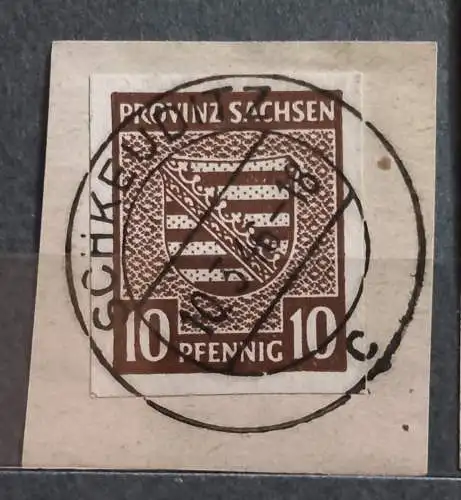 PROVINZ SACHSEN
10 PFENNIG 10
SCHKEUDITZ
c